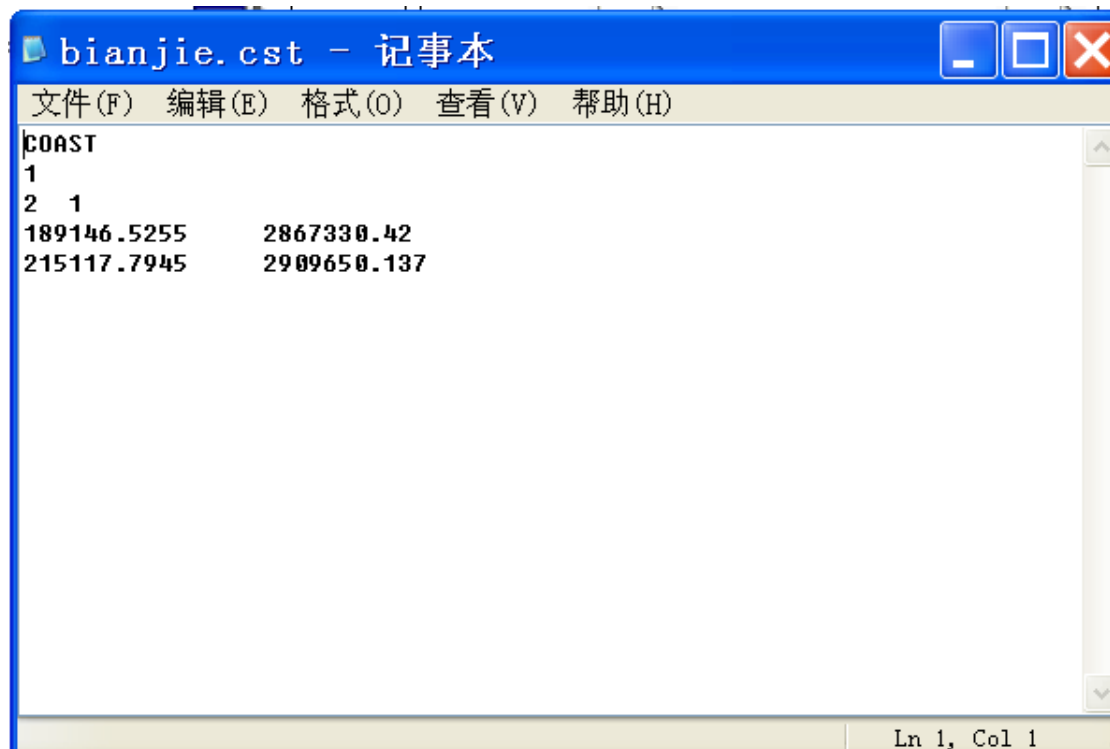 bianjie.cst - 记事本
文件(F) 编辑(E) 格式(O) 查看(V) 帮助(H)
COAST
1
2 1
189146.5255 2867330.42
215117.7945 2909650.137
Ln 1, Col 1